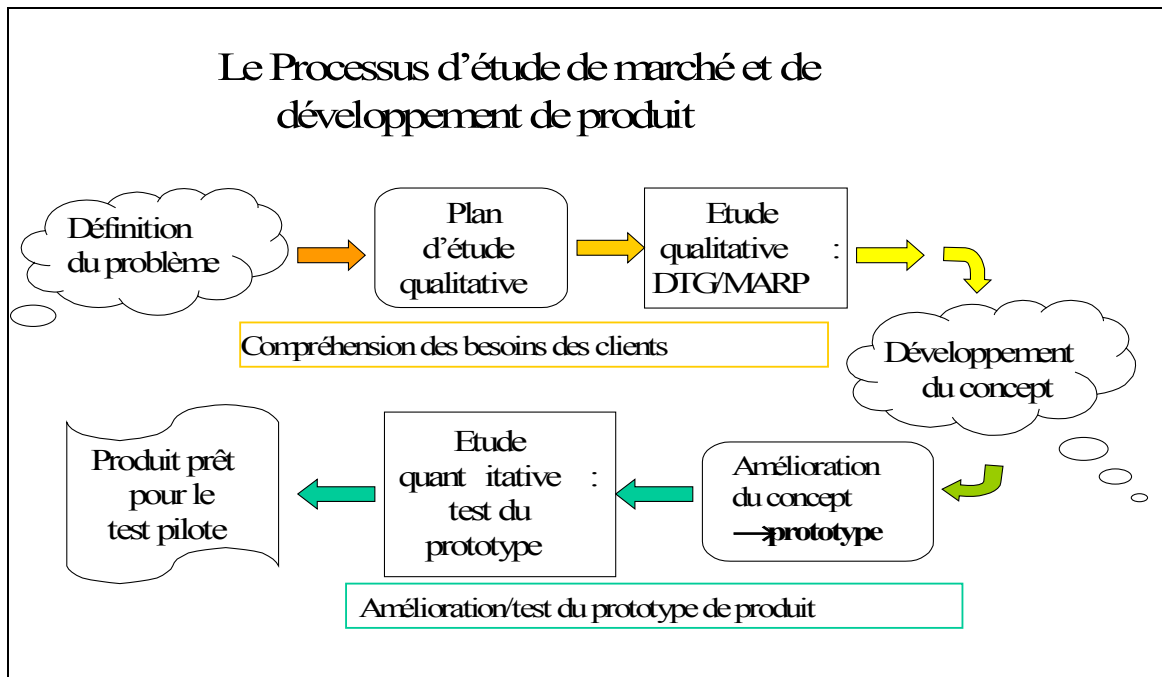 Le Processus d'étude de marché et de
développement de produit
Définition
du problème
Plan
d'étude
qualitative
Etude
qualitative :
DTG/MARP
Compréhension des besoins des clients
Développement
du concept
Amélioration
du concept
→prototype
Etude
quant itative :
test du
prototype
Produit prêt
pour le
test pilote
Amélioration/test du prototype de produit